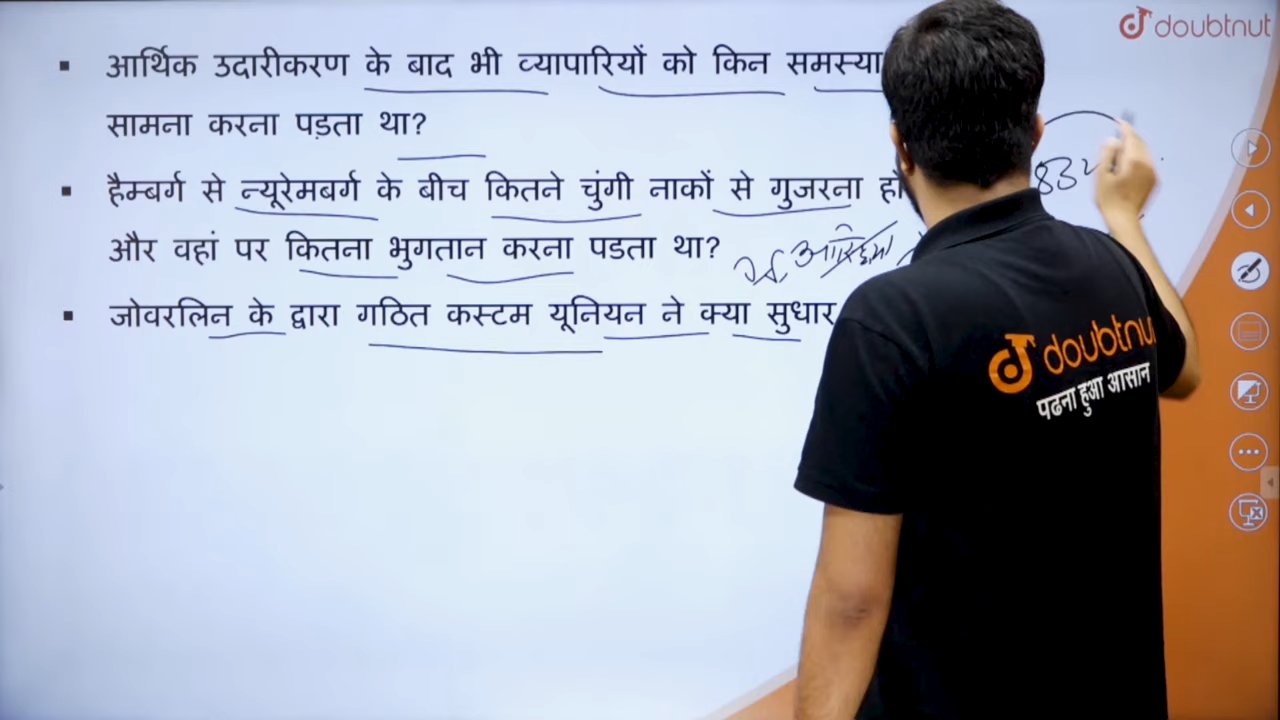 doubtnut
आर्थिक उदारीकरण के बाद भी व्यापारियों को किन समस्या
सामना करना पड़ता था?
हैम्बर्ग से न्यूरेमबर्ग के बीच कितने चुंगी नाकों से गुजरना हो
और वहां पर कितना भुगतान करना पडता था?
जोवरलिन के द्वारा गठित कस्टम यूनियन ने क्या सुधार
doubtnut
पढना हुआ आसान